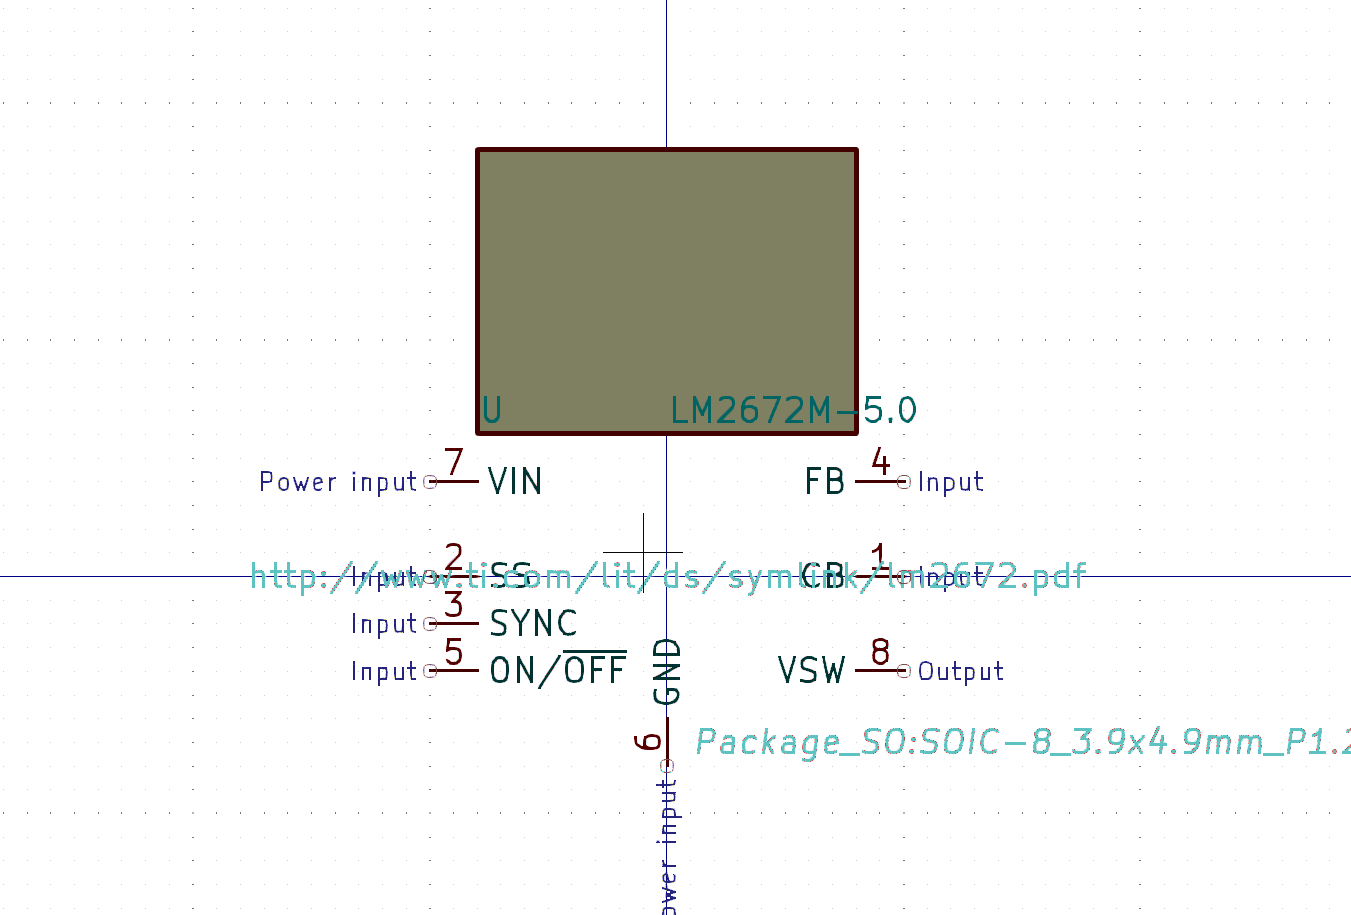 U LM2672M-5.0
7 4
Power input VIN FB Input
2 1
Input SS CB Input
http://www.ti.com/lit/ds/symlink/lm2672.pdf
3
Input SYNC
5 8
Input ON/OFF GND VSW Output
6 Package_SO:SOIC-8_3.9x4.9mm_P1.2
ower input